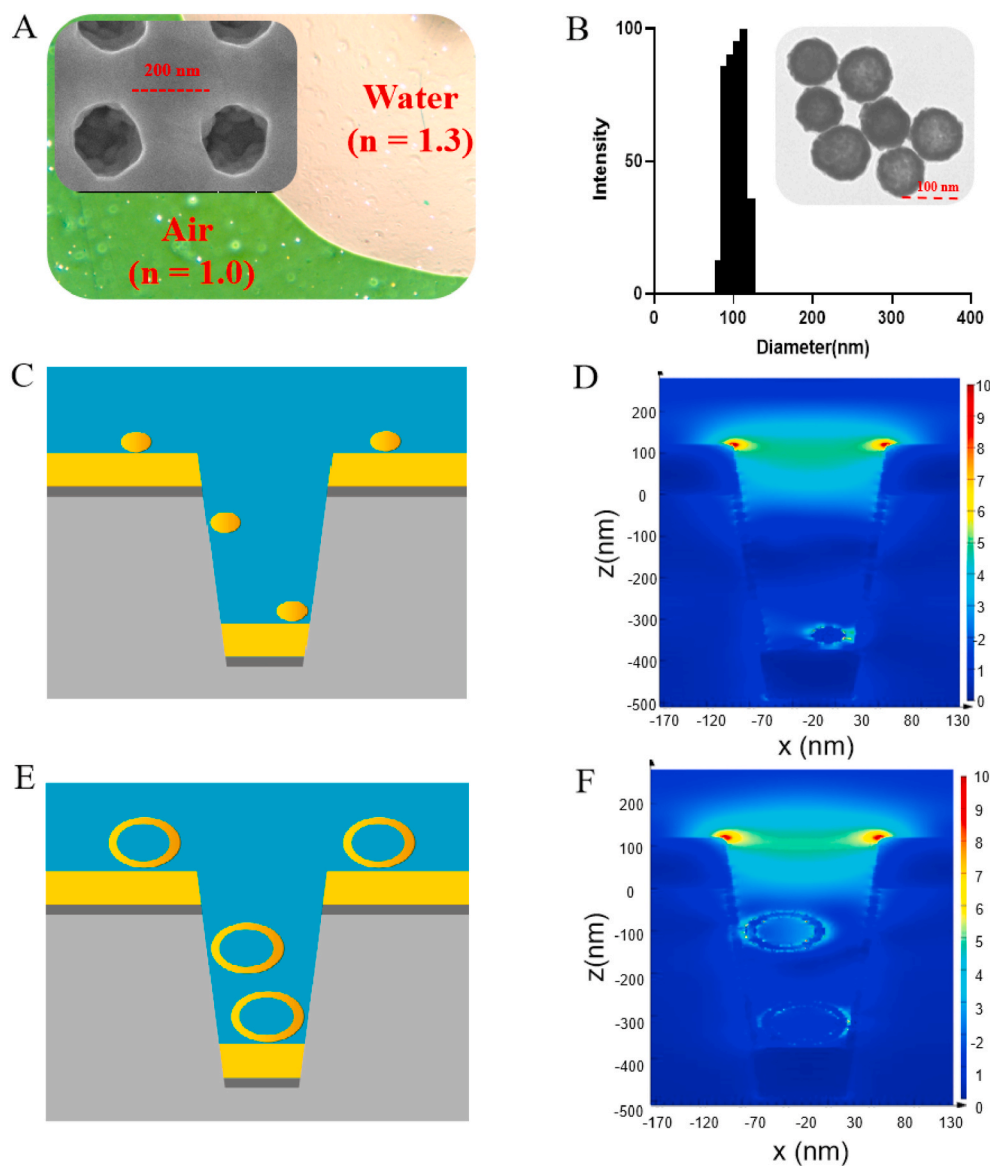 A
200 nm
Water
(n = 1.3)
Air
(n = 1.0)
B
Intensity
100
50
0
0 100 200 300 400
Diameter(nm)
100 nm
C
D
z(nm)
200
100
0
-100
-200
-300
-400
-500
-170 -120 -70 -20 30 80 130
x (nm)
10
9
8
7
6
5
4
3
2
1
0
E
F
z(nm)
200
100
0
-100
-200
-300
-400
-500
-170 -120 -70 -20 30 80 130
x (nm)
10
9
8
7
6
5
4
3
-2
1
0